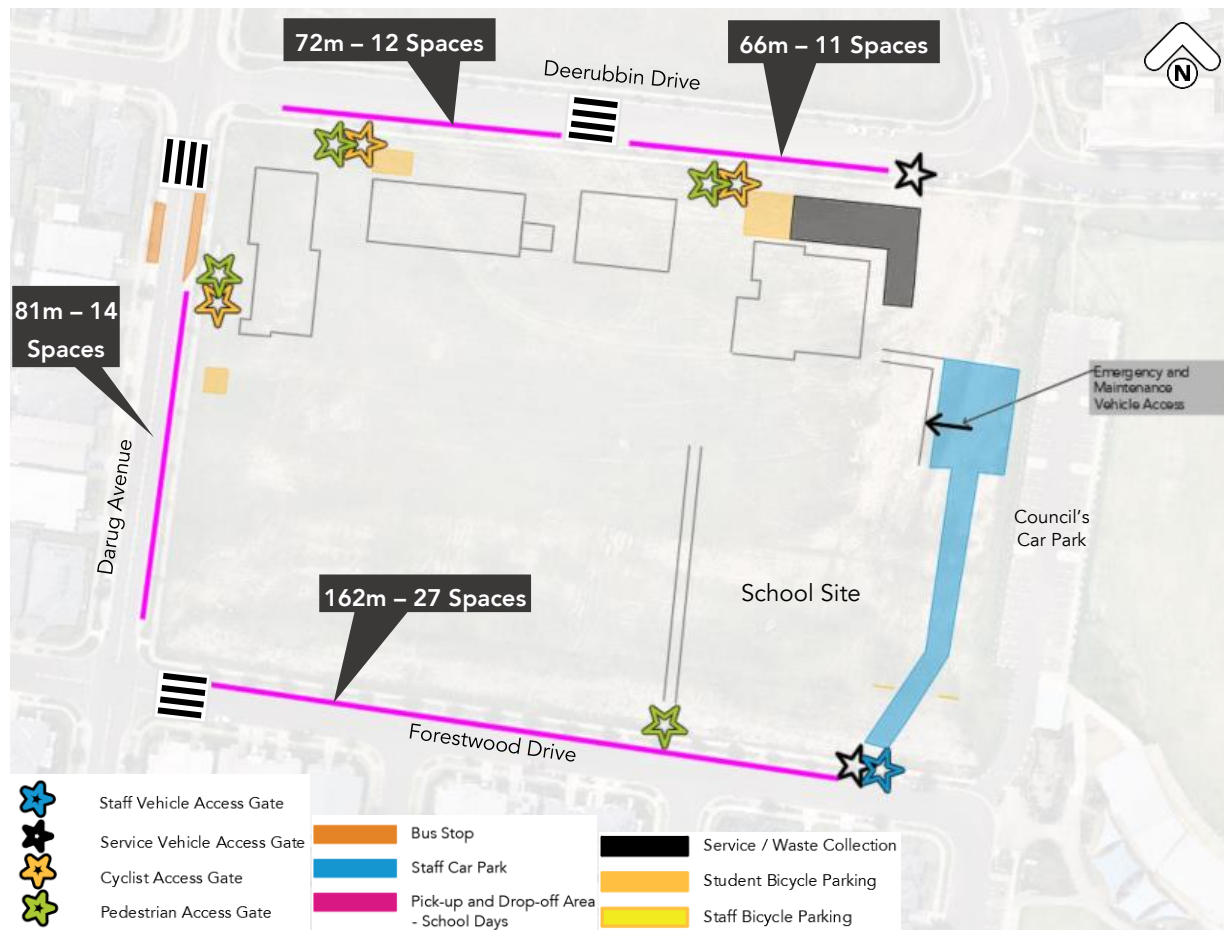 72m – 12 Spaces
66m – 11 Spaces
Deerubbin Drive
N
81m – 14
Spaces
Emergency and
Maintenance
Vehicle Access
Darug Avenue
Council's
Car Park
162m – 27 Spaces
School Site
Forestwood Drive
Staff Vehicle Access Gate
Service Vehicle Access Gate
Cyclist Access Gate
Pedestrian Access Gate
Bus Stop
Staff Car Park
Pick-up and Drop-off Area
- School Days
Service / Waste Collection
Student Bicycle Parking
Staff Bicycle Parking